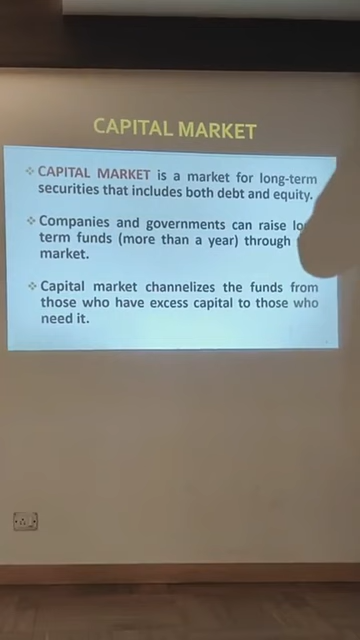 CAPITAL MARKET
CAPITAL MARKET is a market for long-term
securities that includes both debt and equity.
Companies and governments can raise
term funds (more than a year) through
market.
Capital market channelizes the funds from
those who have excess capital to those who
need it.